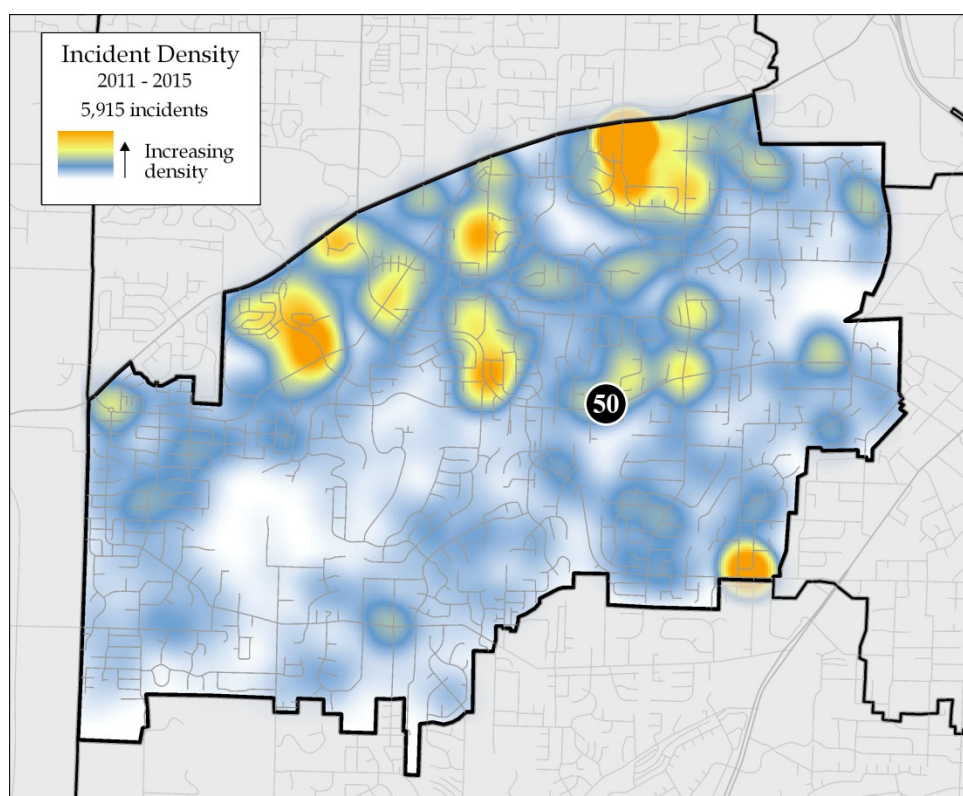 Incident Density
2011 - 2015
5,915 incidents
Increasing
density
50